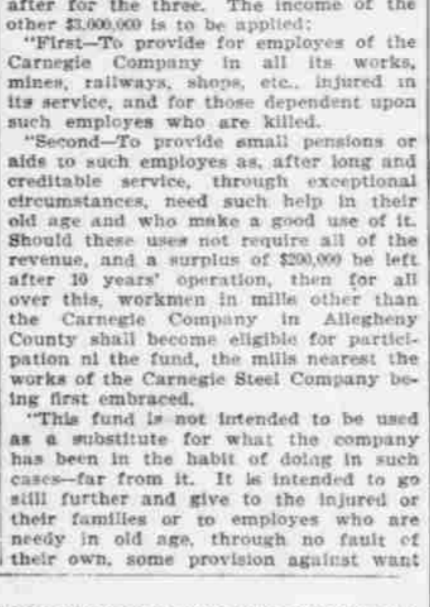 after for the three. The income of the
other $3,000,000 is to be applied:
"First—To provide for employes of the
Carnegie Company in all its works,
mines, railways, shops, etc., injured in
its service, and for those dependent upon
such employes who are killed.
"Second—To provide small pensions or
aids to such employes as, after long and
creditable service, through exceptional
circumstances, need such help in their
old age and who make a good use of it.
Should these uses not require all of the
revenue, and a surplus of $200,000 be left
after 10 years' operation, then for all
over this, workmen in mills other than
the Carnegie Company in Allegheny
County shall become eligible for partici-
pation ni the fund, the mills nearest the
works of the Carnegie Steel Company be-
ing first embraced.
"This fund is not intended to be used
as a substitute for what the company
has been in the habit of doing in such
cases—far from it. It is intended to go
still further and give to the injured or
their families or to employes who are
needy in old age, through no fault of
their own, some provision against want